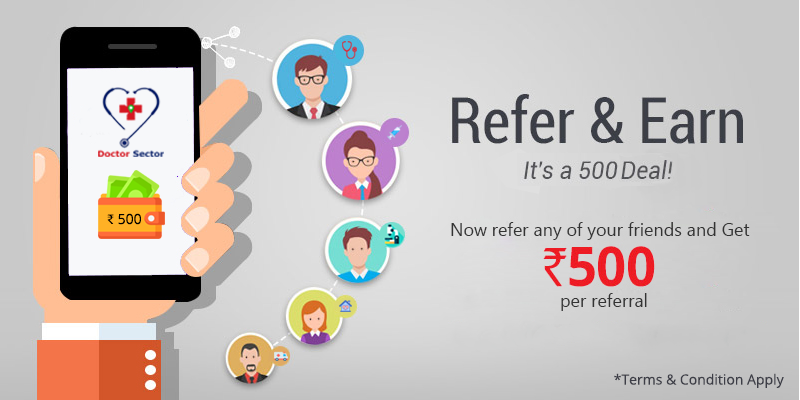 Doctor Sector
₹ 500
Refer & Earn
It's a 500 Deal!
Now refer any of your friends and Get
₹500
per referral
*Terms & Condition Apply